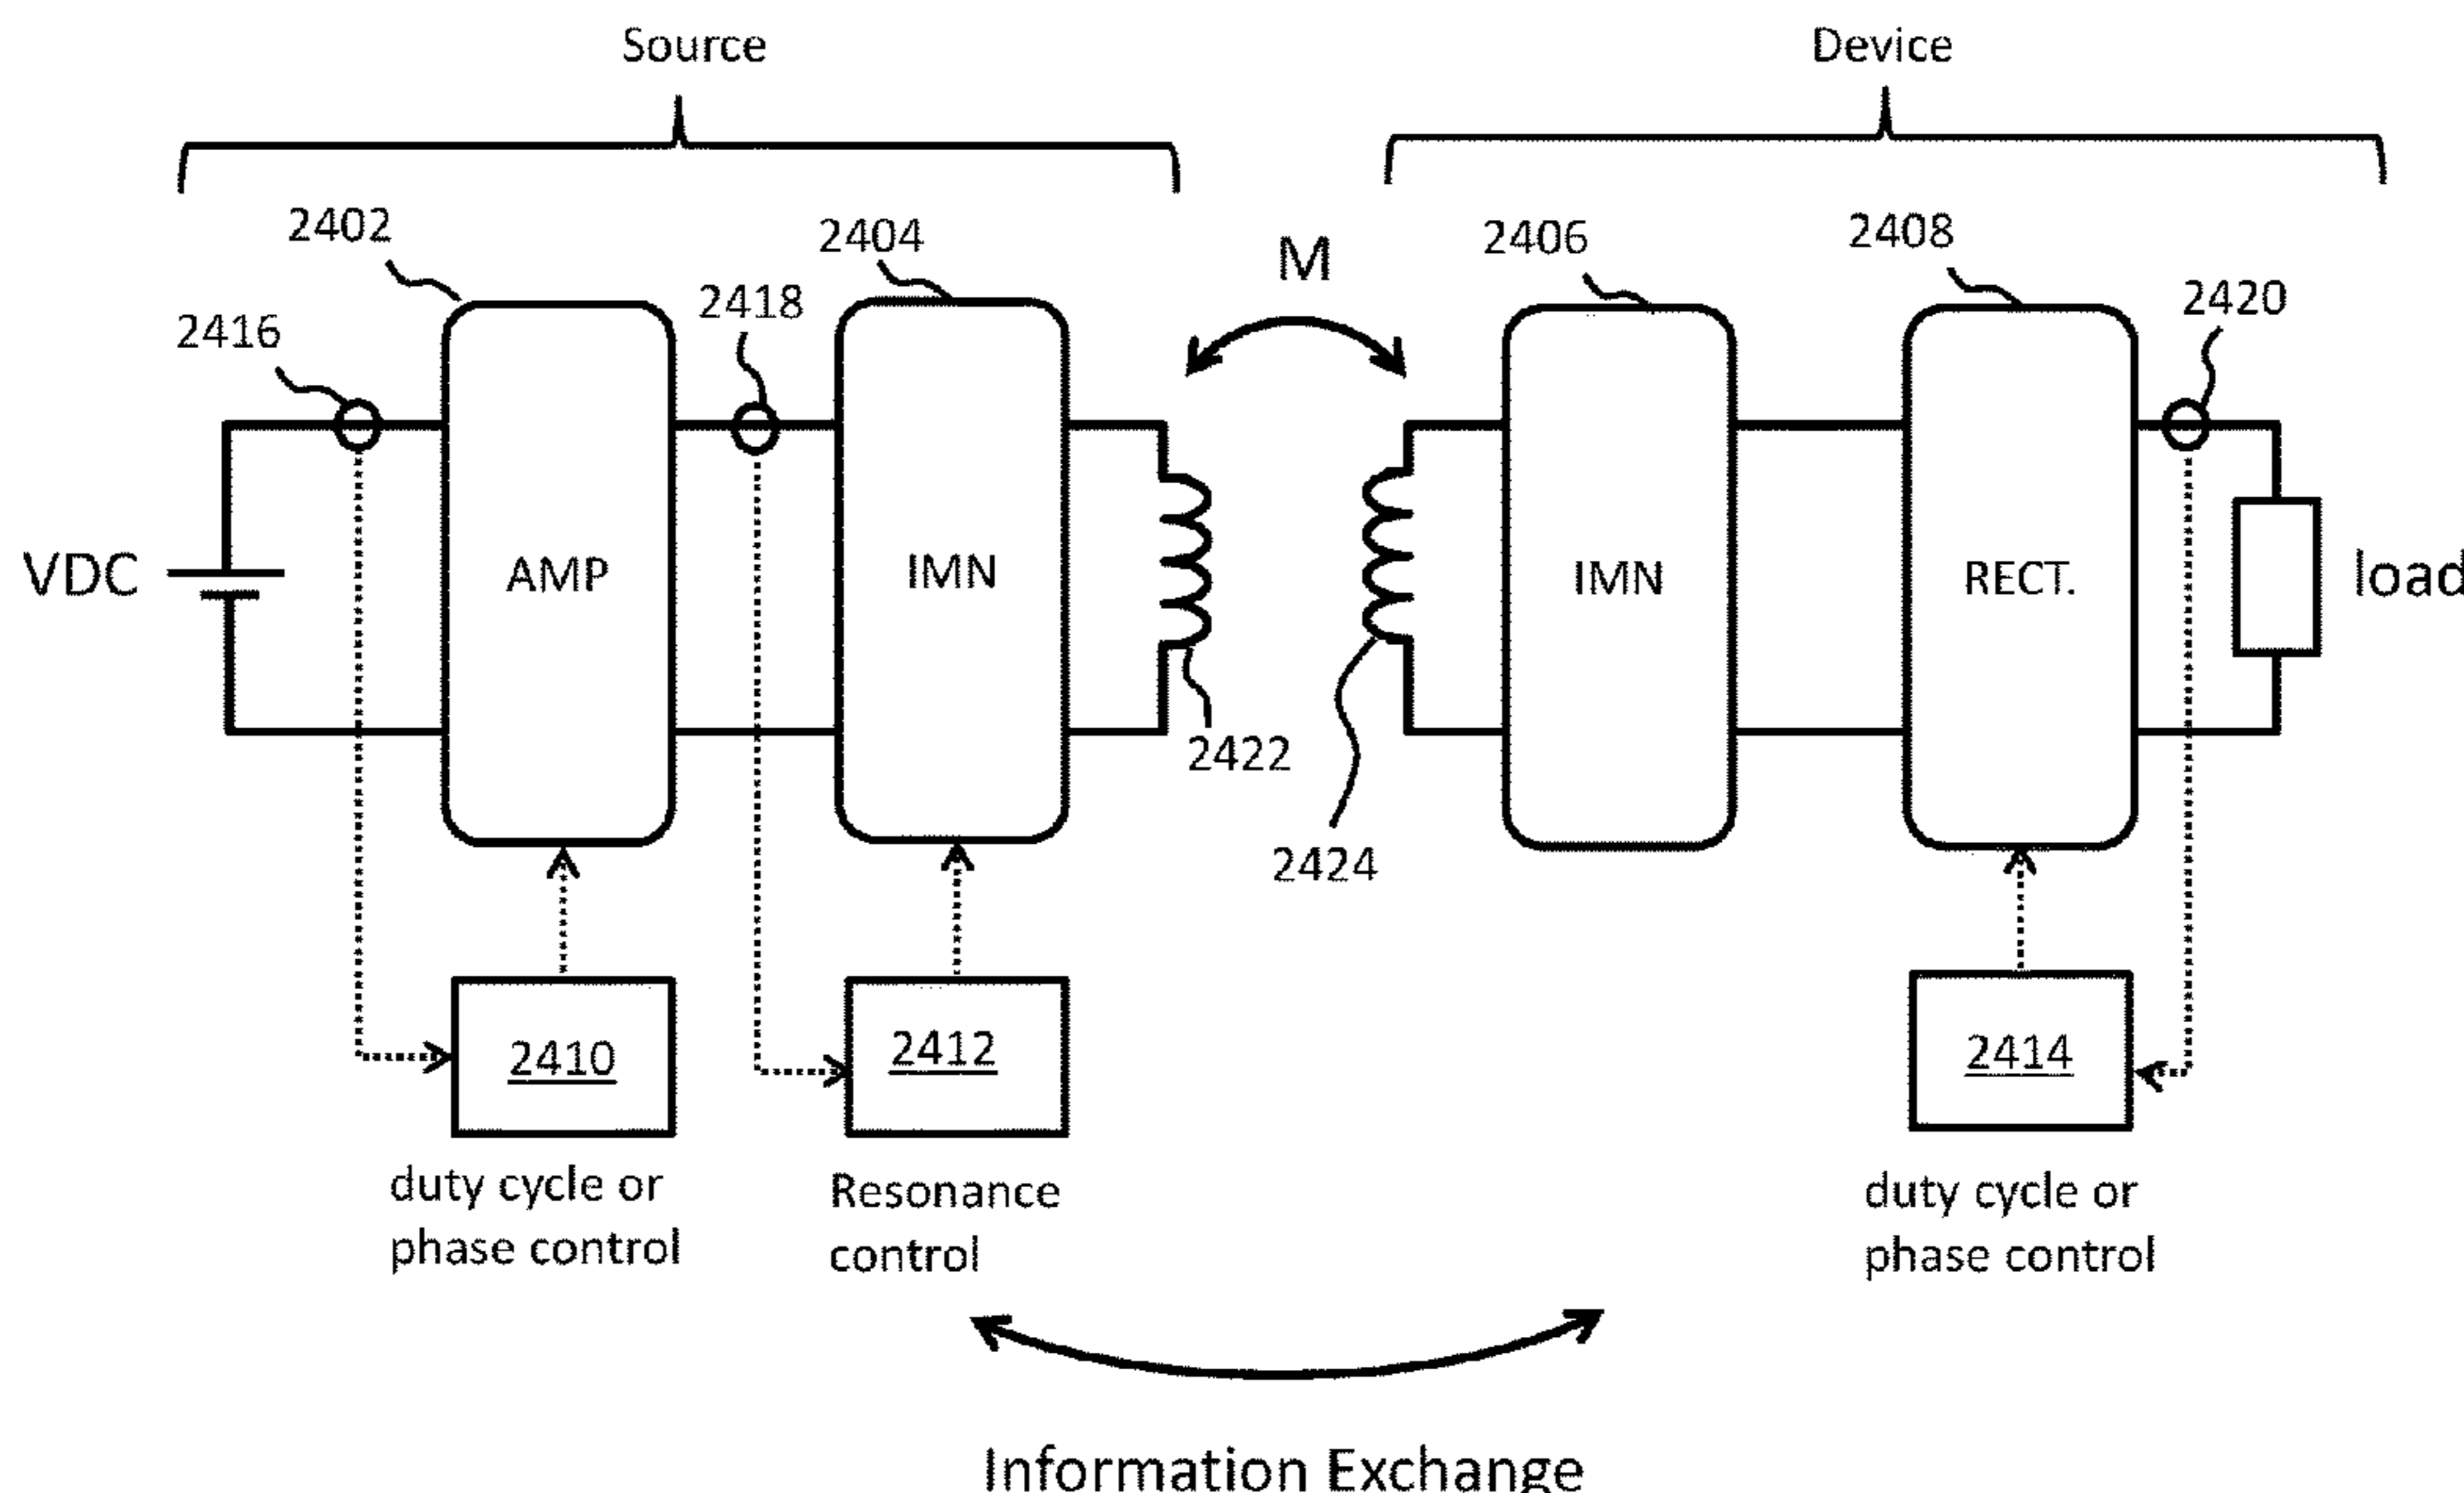 Source
Device
2402
2404
M
2406
2408
2416
2418
2420
VDC
AMP
IMN
IMN
RECT.
load
2422
2424
2410
2412
2414
duty cycle or
phase control
Resonance
control
duty cycle or
phase control
Information Exchange